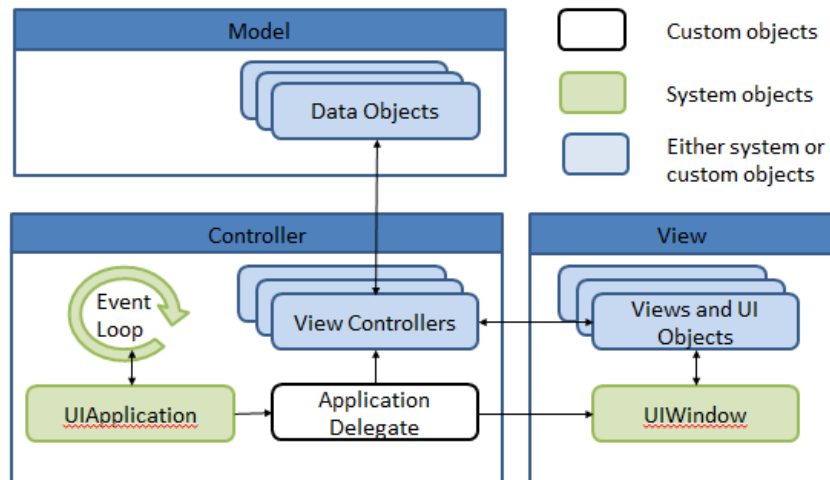 Model
Data Objects
Custom objects
System objects
Either system or
custom objects
Controller
Event
Loop
View Controllers
UIApplication
Application
Delegate
View
Views and UI
Objects
UIWindow